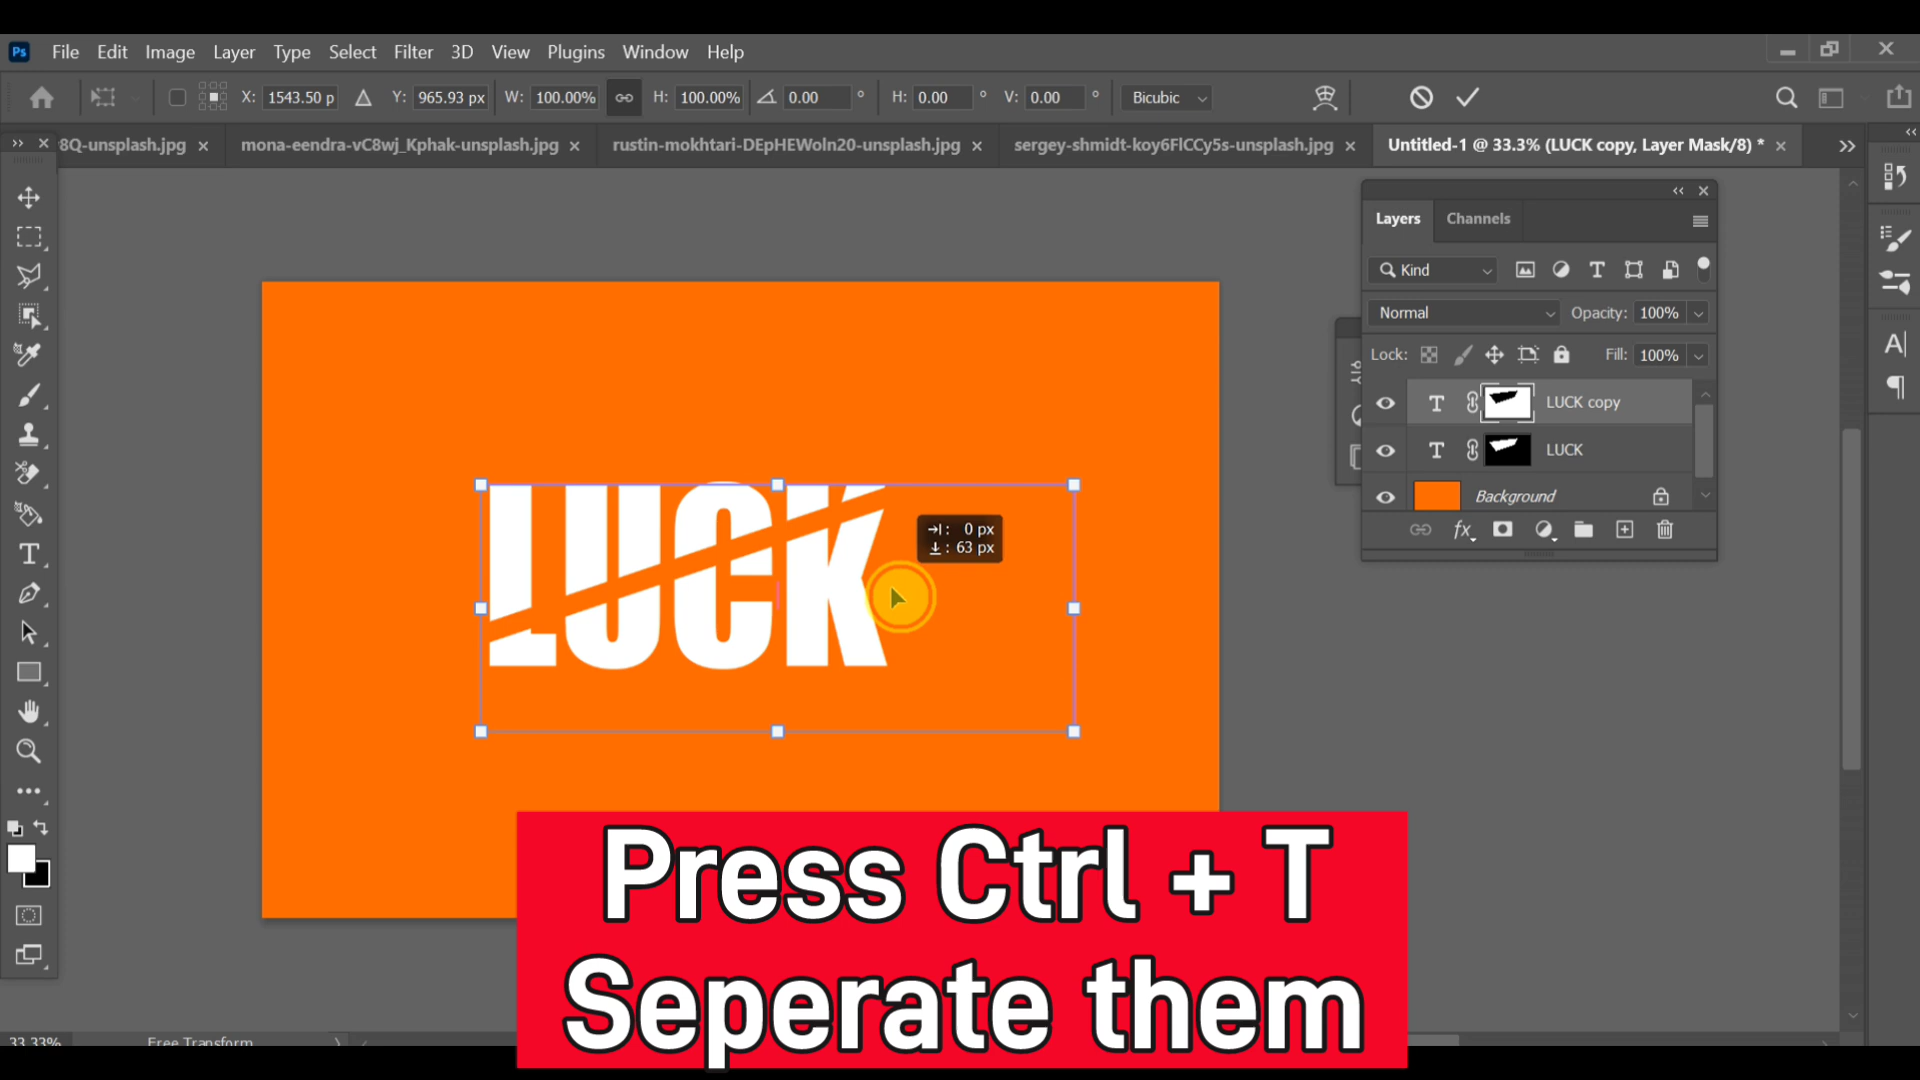 Ps File Edit Image Layer Type Select Filter 3D View Plugins Window Help
X: 1543.50 p Y: 965.93 px W: 100.00% H: 100.00% 0.00 ° H: 0.00 ° V: 0.00 ° Bicubic
8Q-unsplash.jpg × mona-eendra-vC8wj_Kphak-unsplash.jpg × rustin-mokhtari-DEpHEWoln20-unsplash.jpg × sergey-shmidt-koy6FlCCy5s-unsplash.jpg × Untitled-1 @ 33.3% (LUCK copy, Layer Mask/8) * ×
Layers Channels
Kind
Normal Opacity: 100%
Lock: Fill: 100%
T LUCK copy
T LUCK
Background
fx
LUCK
: 0 px
: 63 px
33.33% Free Transform
Press Ctrl + T
Seperate them